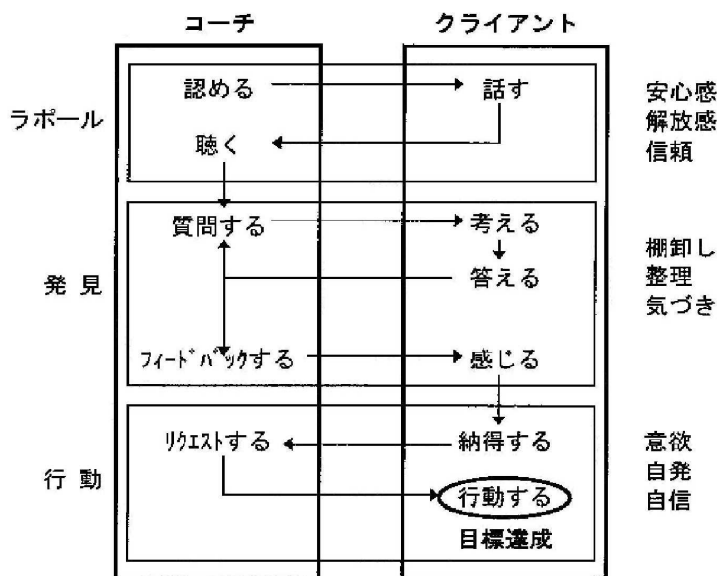 コーチ クライアント
認める 話す
ラポール
聴く
安心感
解放感
信頼
質問する 考える
答える
発見
棚卸し
整理
気づき
フィードバックする 感じる
リクエストする 納得する
行動
行動する
目標達成
意欲
自発
自信